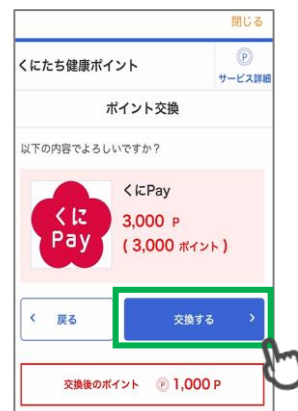 閉じる
くにたち健康ポイント
Ⓟ
サービス詳細
ポイント交換
以下の内容でよろしいですか？
くに
Pay
くにPay
3,000 P
( 3,000 ポイント )
< 戻る
交換する >
交換後のポイント Ⓟ 1,000 P